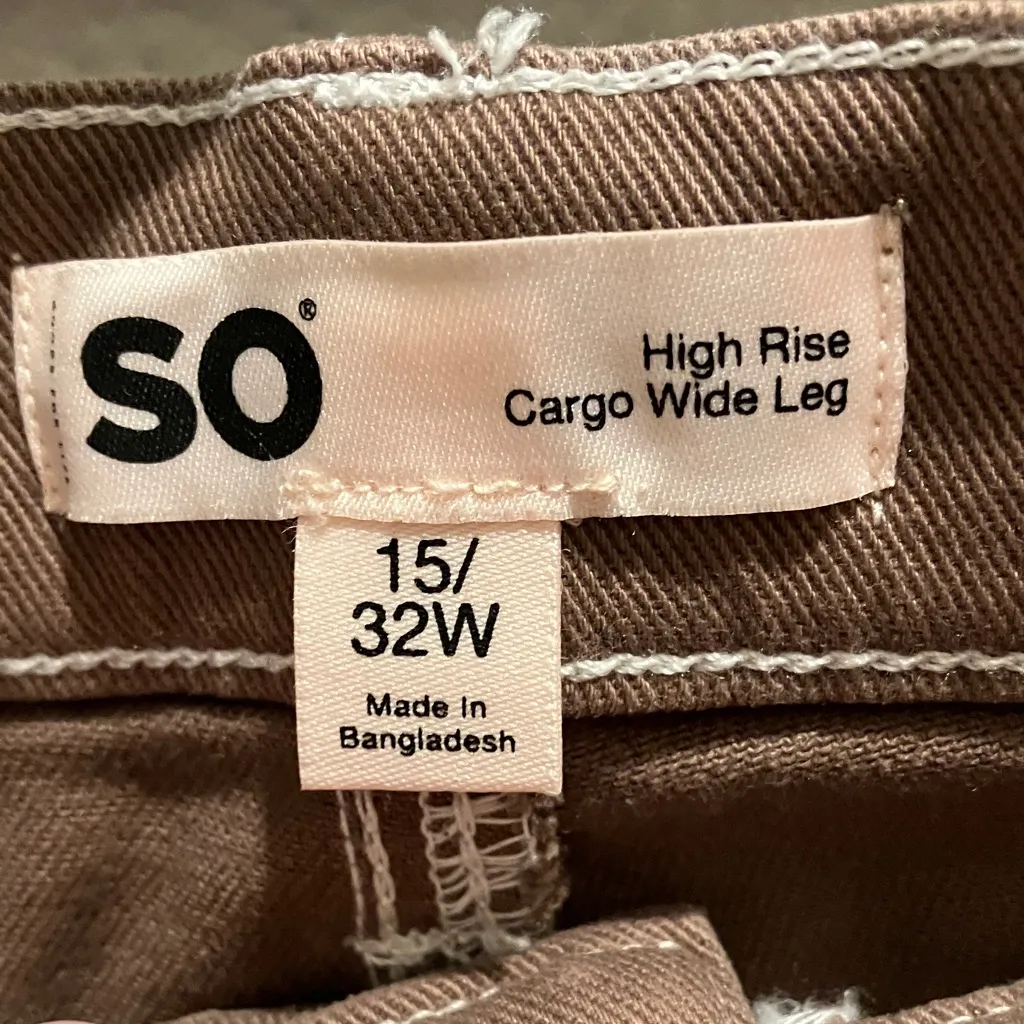 SO®
High Rise
Cargo Wide Leg
15/
32W
Made In
Bangladesh